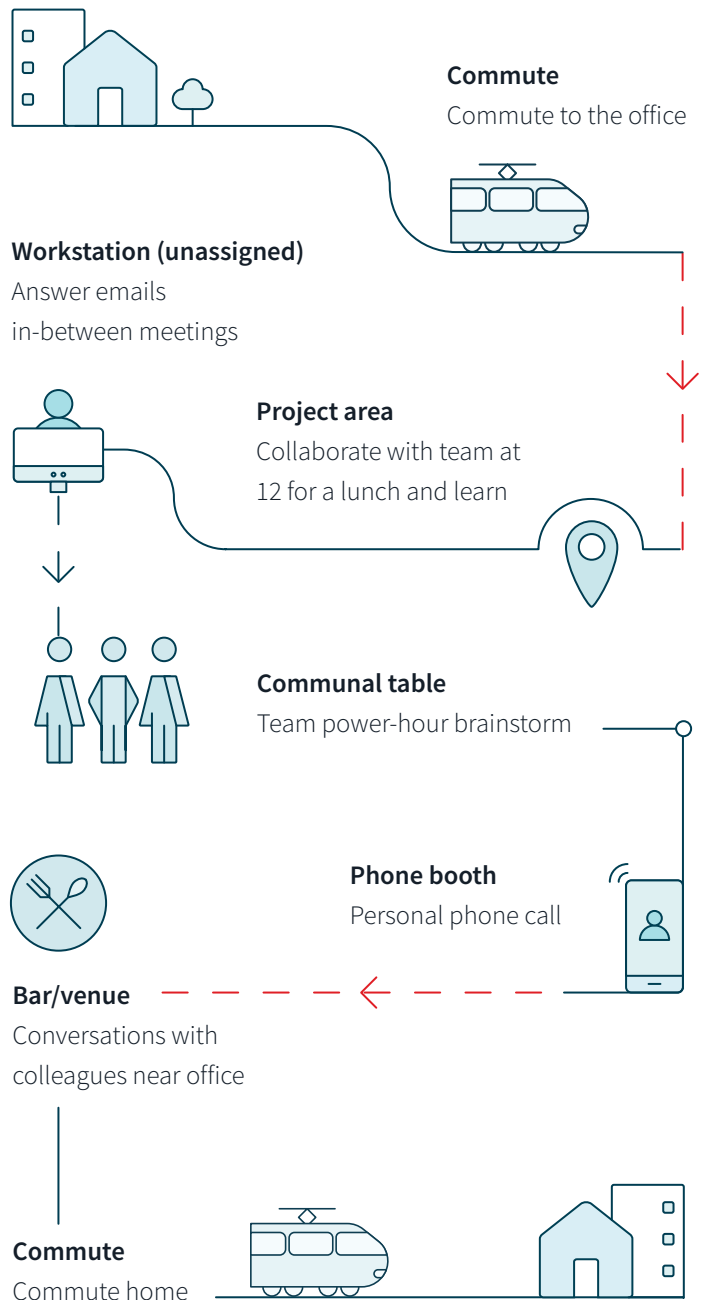 Commute
Commute to the office
Workstation (unassigned)
Answer emails
in-between meetings
Project area
Collaborate with team at
12 for a lunch and learn
Communal table
Team power-hour brainstorm
Phone booth
Personal phone call
Bar/venue
Conversations with
colleagues near office
Commute
Commute home